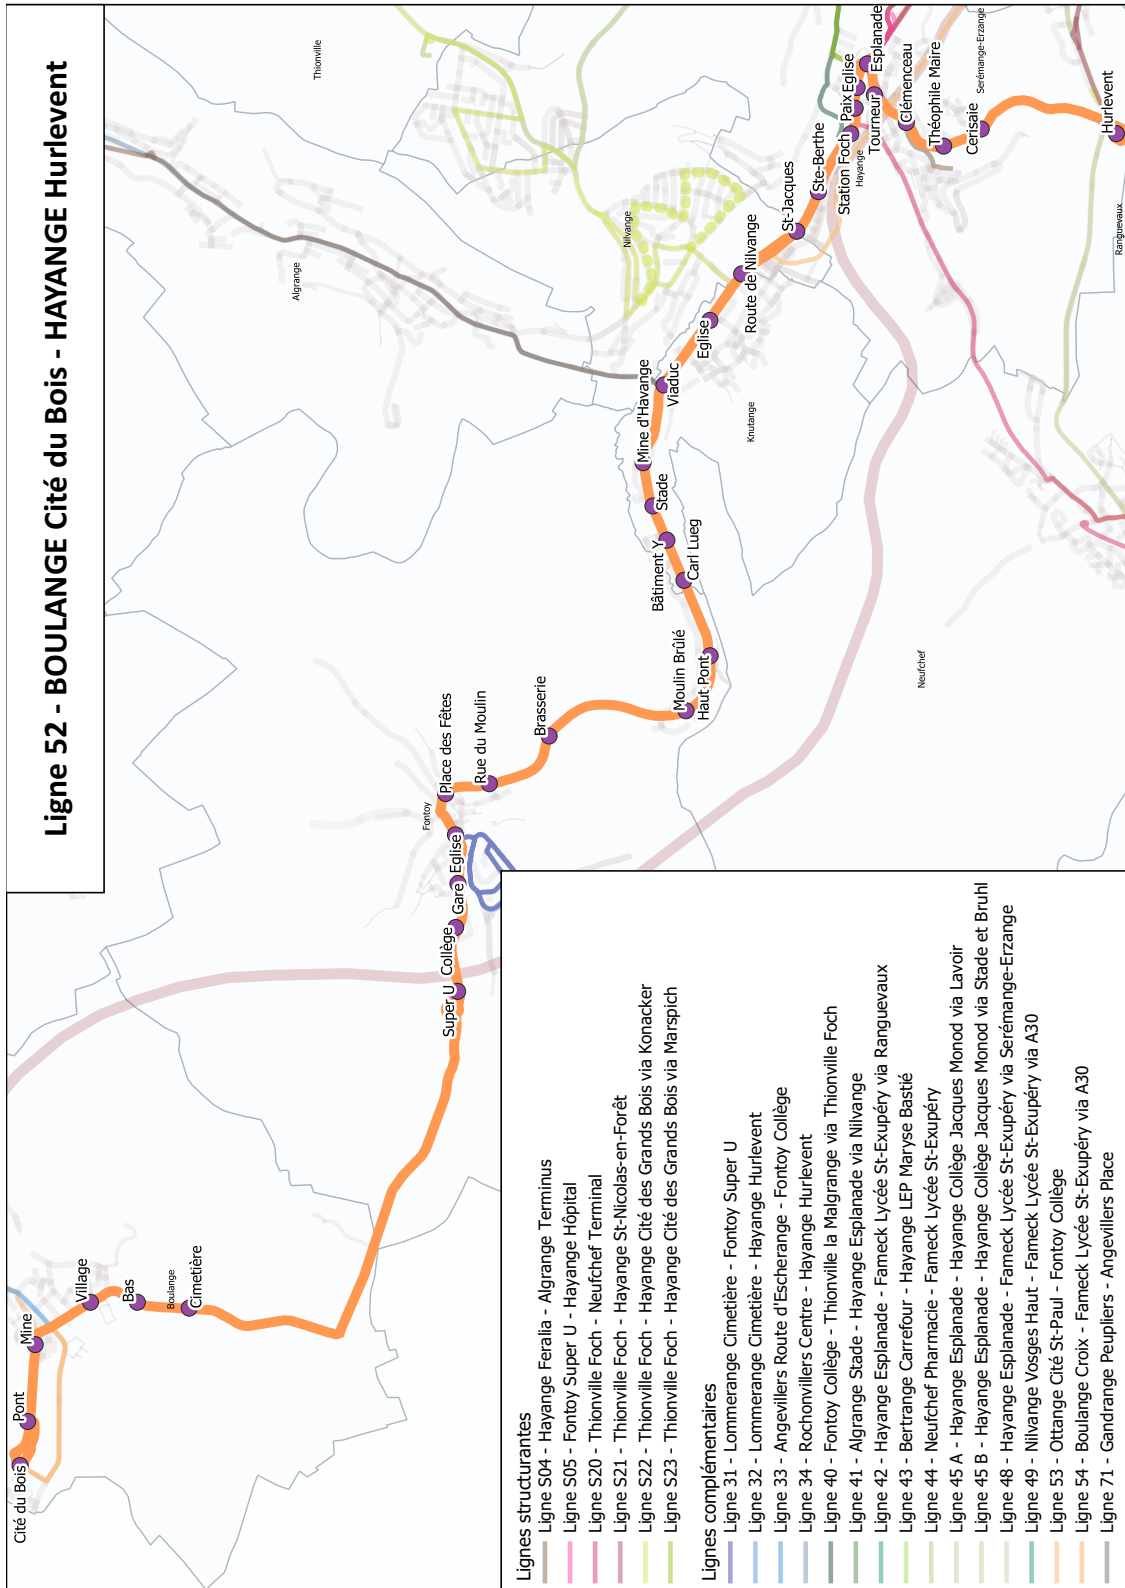 Ligne 52 - BOULANGE Cité du Bois - HAYANGE Hurlevent
Cité du Bois
Pont
Mine
Village
Bas
Boulange
Cimetière
Super U
Collège
Gare
Eglise
Fontoy
Place des Fêtes
Rue du Moulin
Brasserie
Moulin Brûlé
Haut Pont
Carl Lueg
Bâtiment Y
Stade
Mine d'Havange
Viaduc
Eglise
Route de Nilvange
St-Jacques
Ste-Berthe
Station Foch
Hayange
Paix
Eglise
Esplanade
Tourneur
Clémenceau
Théophile Maire
Cerisaie
Hurlevent
Thionville
Algrange
Nilvange
Knutange
Neufchef
Serémange-Erzange
Ranguevaux
Lignes structurantes
Ligne S04 - Hayange Feralia - Algrange Terminus
Ligne S05 - Fontoy Super U - Hayange Hôpital
Ligne S20 - Thionville Foch - Neufchef Terminal
Ligne S21 - Thionville Foch - Hayange St-Nicolas-en-Forêt
Ligne S22 - Thionville Foch - Hayange Cité des Grands Bois via Konacker
Ligne S23 - Thionville Foch - Hayange Cité des Grands Bois via Marspich
Lignes complémentaires
Ligne 31 - Lommerange Cimetière - Fontoy Super U
Ligne 32 - Lommerange Cimetière - Hayange Hurlevent
Ligne 33 - Angevillers Route d'Escherange - Fontoy Collège
Ligne 34 - Rochonvillers Centre - Hayange Hurlevent
Ligne 40 - Fontoy Collège - Thionville la Malgrange via Thionville Foch
Ligne 41 - Algrange Stade - Hayange Esplanade via Nilvange
Ligne 42 - Hayange Esplanade - Fameck Lycée St-Exupéry via Ranguevaux
Ligne 43 - Bertrange Carrefour - Hayange LEP Maryse Bastié
Ligne 44 - Neufchef Pharmacie - Fameck Lycée St-Exupéry
Ligne 45 A - Hayange Esplanade - Hayange Collège Jacques Monod via Lavoir
Ligne 45 B - Hayange Esplanade - Hayange Collège Jacques Monod via Stade et Bruhl
Ligne 48 - Hayange Esplanade - Fameck Lycée St-Exupéry via Serémange-Erzange
Ligne 49 - Nilvange Vosges Haut - Fameck Lycée St-Exupéry via A30
Ligne 53 - Ottange Cité St-Paul - Fontoy Collège
Ligne 54 - Boulange Croix - Fameck Lycée St-Exupéry via A30
Ligne 71 - Gandrange Peupliers - Angevillers Place